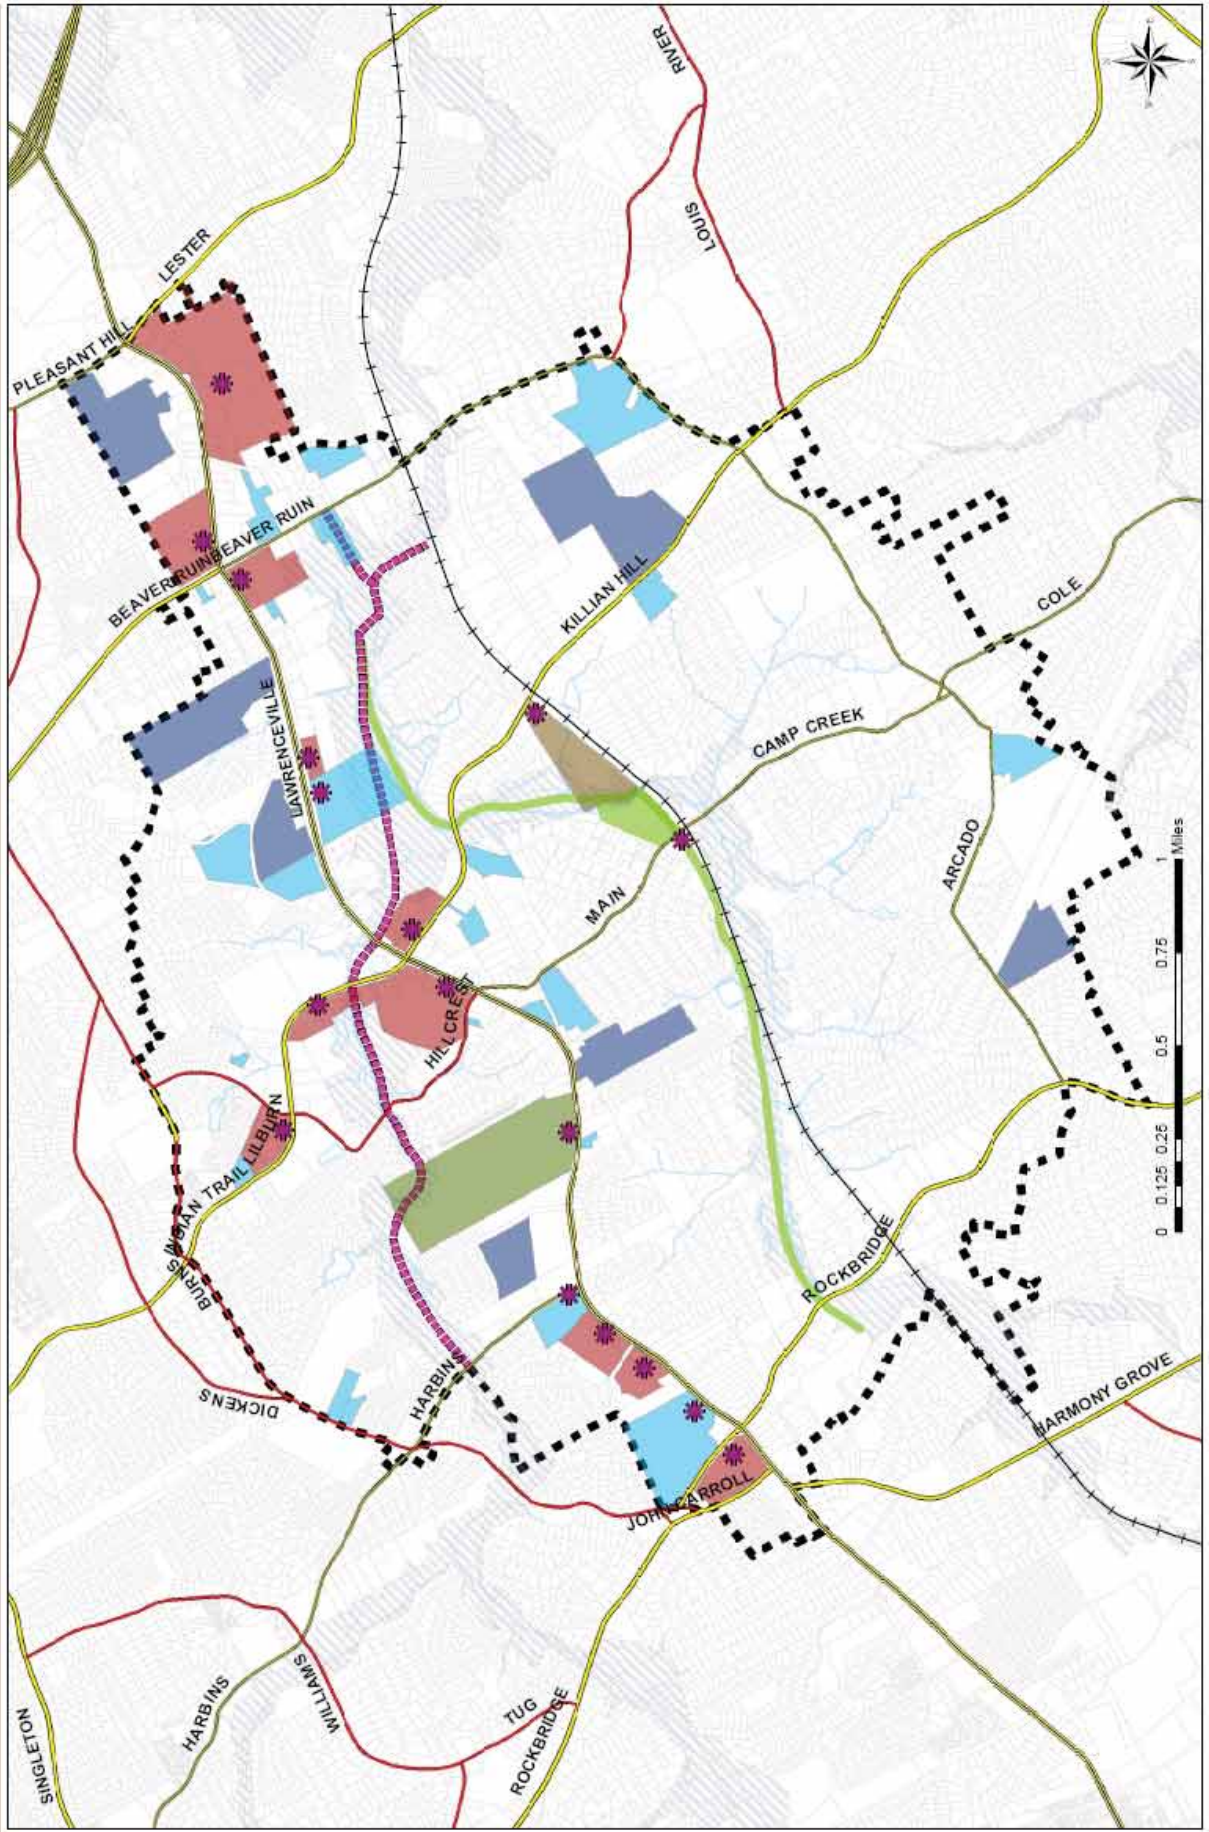 RIVER
LOUIS
LESTER
PLEASANT HILL
BEAVER RUIN
BEAVER RUIN
KILLIAN HILL
COLE
LAWRENCEVILLE
CAMP CREEK
ARCADO
MAIN
HILLCREST
INDIAN TRAIL LILBURN
BURNS
ROCKBRIDGE
DICKENS
HARBIN
HARMONY GROVE
JOHN CARROLL
HARBINS
WILLIAMS
TUG
ROCKBRIDGE
SINGLETON
0 0.125 0.25 0.5 0.75 1
Miles